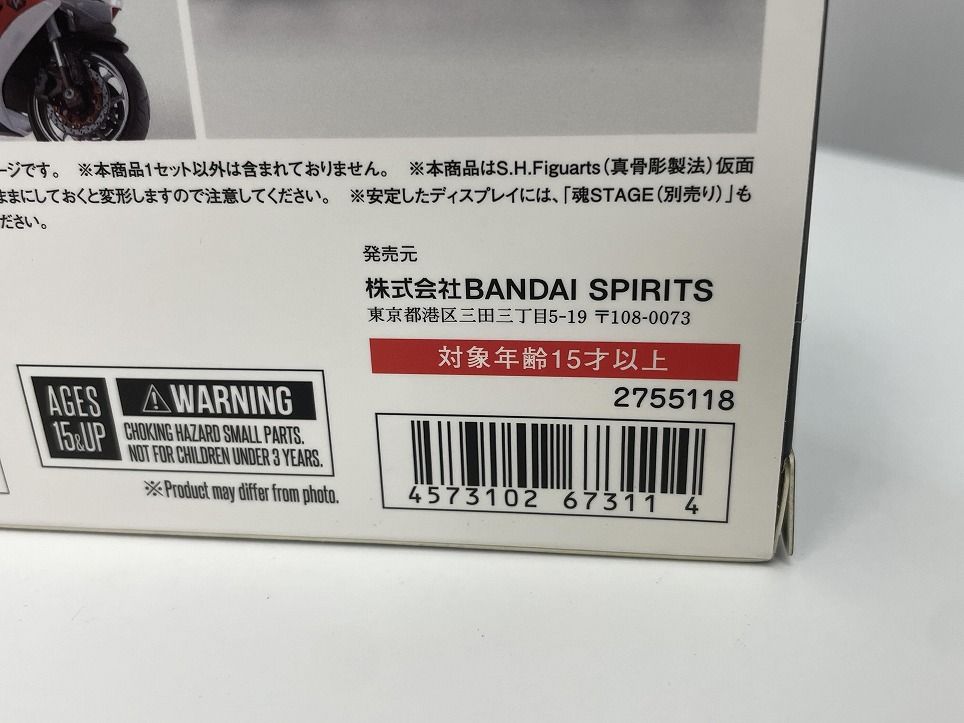 ージです。 ※本商品1セット以外は含まれておりません。 ※本商品はS.H.Figuarts(真骨彫製法)仮面
ままにしておくと変形しますので注意してください。 ※安定したディスプレイには、「魂STAGE(別売り)」も
ださい。
発売元
株式会社BANDAI SPIRITS
東京都港区三田三丁目5-19 〒108-0073
対象年齢15才以上
2755118
AGES
15&UP
WARNING
CHOKING HAZARD SMALL PARTS.
NOT FOR CHILDREN UNDER 3 YEARS.
※Product may differ from photo.
4573102 67311 4